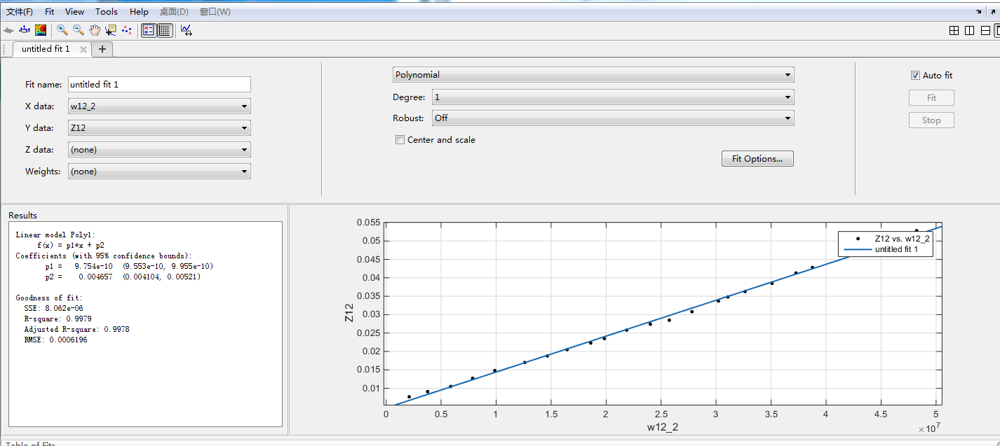 文件(F) Fit View Tools Help 桌面(D) 窗口(W)
untitled fit 1
+
Fit name: untitled fit 1
X data: w12_2
Y data: Z12
Z data: (none)
Weights: (none)
Polynomial
Degree: 1
Robust: Off
Center and scale
Fit Options...
Auto fit
Fit
Stop
Results
Linear model Poly1:
f(x) = p1*x + p2
Coefficients (with 95% confidence bounds):
p1 = 9.754e-10 (9.553e-10, 9.955e-10)
p2 = 0.004657 (0.004104, 0.00521)
Goodness of fit:
SSE: 8.062e-06
R-square: 0.9979
Adjusted R-square: 0.9978
RMSE: 0.0006196
Z12
0.055
0.05
0.045
0.04
0.035
0.03
0.025
0.02
0.015
0.01
Z12 vs. w12_2
untitled fit 1
0 0.5 1 1.5 2 2.5 3 3.5 4 4.5 5
w12_2
×10^7
Table of Fits